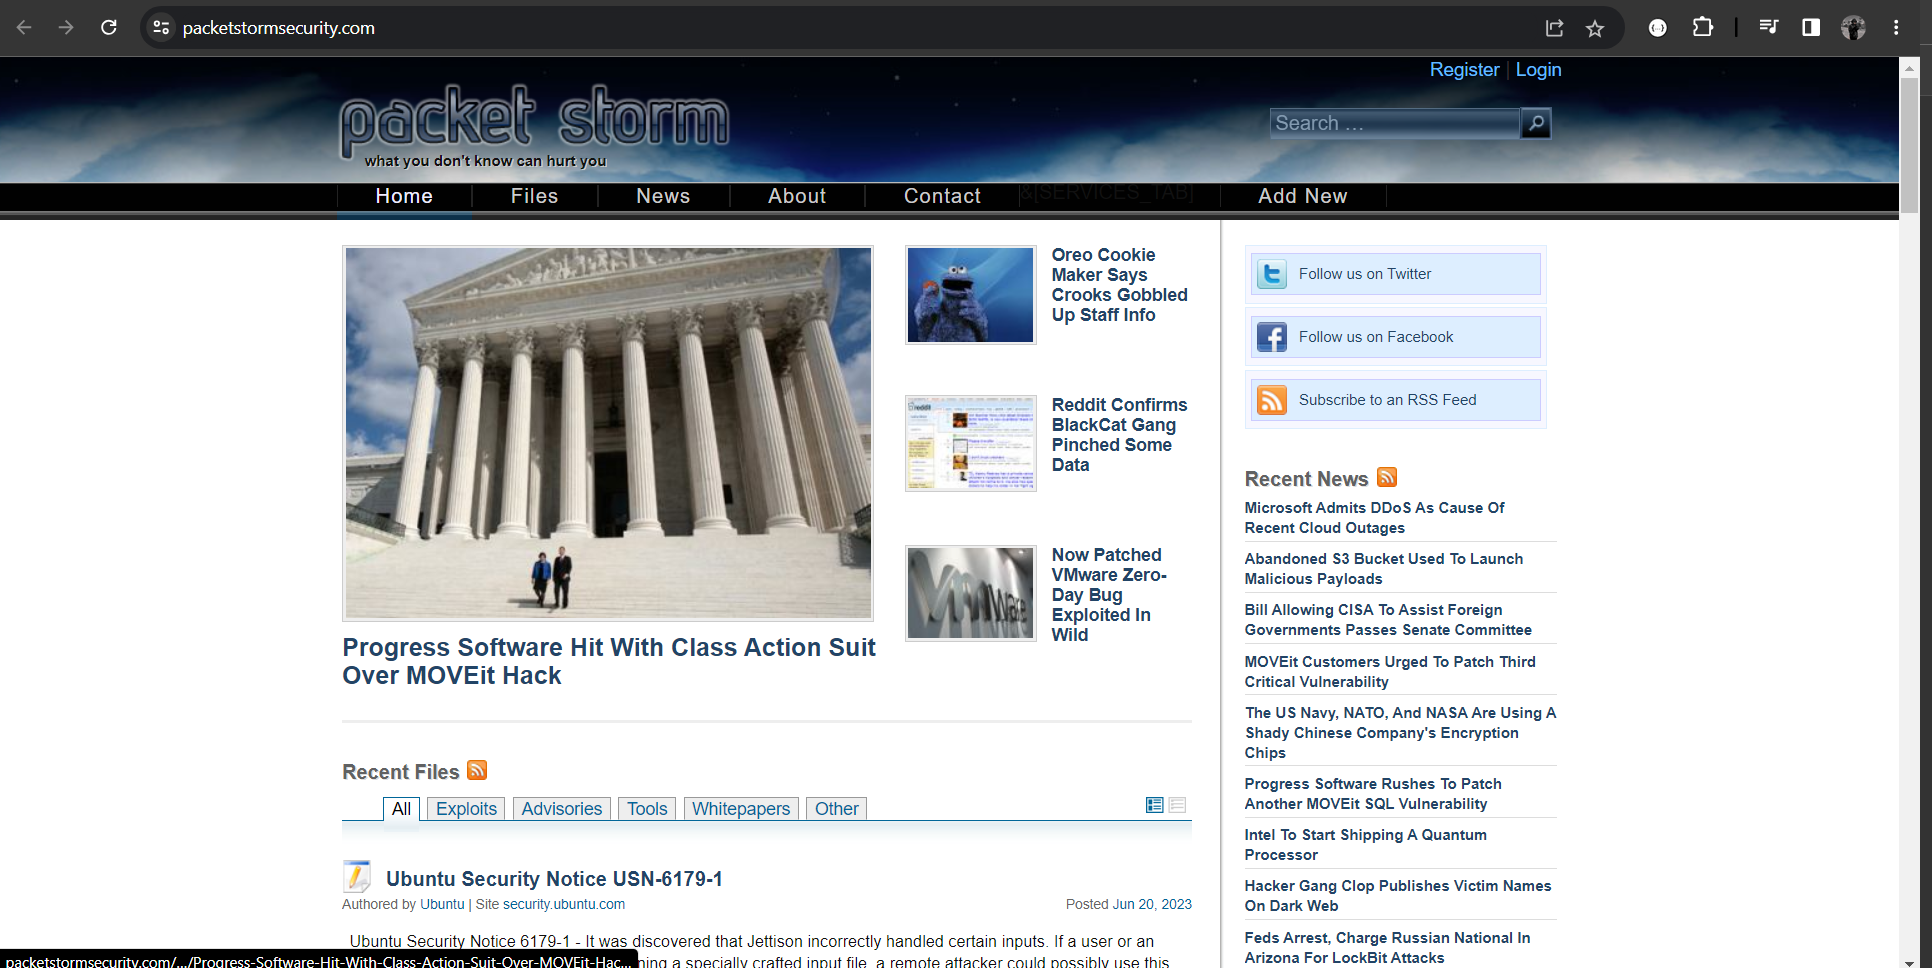 packetstormsecurity.com
Register | Login
packet storm
what you don't know can hurt you
Search …
Home
Files
News
About
Contact
&[SERVICES_TAB]
Add New
Progress Software Hit With Class Action Suit
Over MOVEit Hack
Oreo Cookie
Maker Says
Crooks Gobbled
Up Staff Info
reddit
Reddit Confirms
BlackCat Gang
Pinched Some
Data
vmware
Now Patched
VMware Zero-
Day Bug
Exploited In
Wild
Follow us on Twitter
Follow us on Facebook
Subscribe to an RSS Feed
Recent News
Microsoft Admits DDoS As Cause Of
Recent Cloud Outages
Abandoned S3 Bucket Used To Launch
Malicious Payloads
Bill Allowing CISA To Assist Foreign
Governments Passes Senate Committee
MOVEit Customers Urged To Patch Third
Critical Vulnerability
The US Navy, NATO, And NASA Are Using A
Shady Chinese Company's Encryption
Chips
Progress Software Rushes To Patch
Another MOVEit SQL Vulnerability
Intel To Start Shipping A Quantum
Processor
Hacker Gang Clop Publishes Victim Names
On Dark Web
Feds Arrest, Charge Russian National In
Arizona For LockBit Attacks
Recent Files
All
Exploits
Advisories
Tools
Whitepapers
Other
Ubuntu Security Notice USN-6179-1
Authored by Ubuntu | Site security.ubuntu.com
Posted Jun 20, 2023
Ubuntu Security Notice 6179-1 - It was discovered that Jettison incorrectly handled certain inputs. If a user or an
ning a specially crafted input file, a remote attacker could possibly use this
packetstormsecurity.com/.../Progress-Software-Hit-With-Class-Action-Suit-Over-MOVEit-Hac...